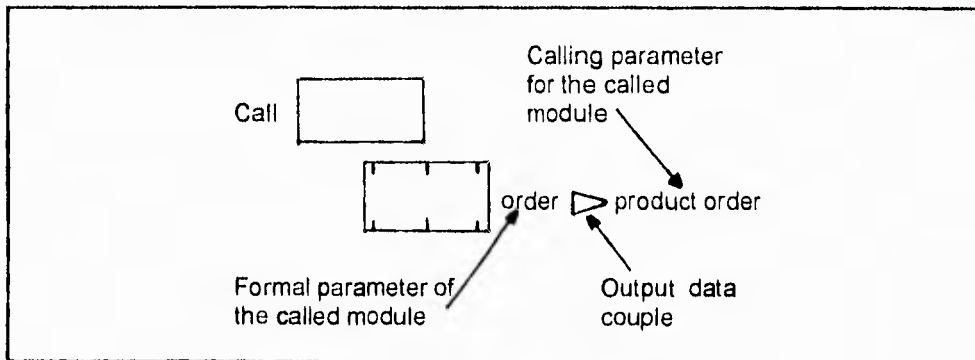 Calling parameter
for the called
module
Call
order
product order
Formal parameter of
the called module
Output data
couple